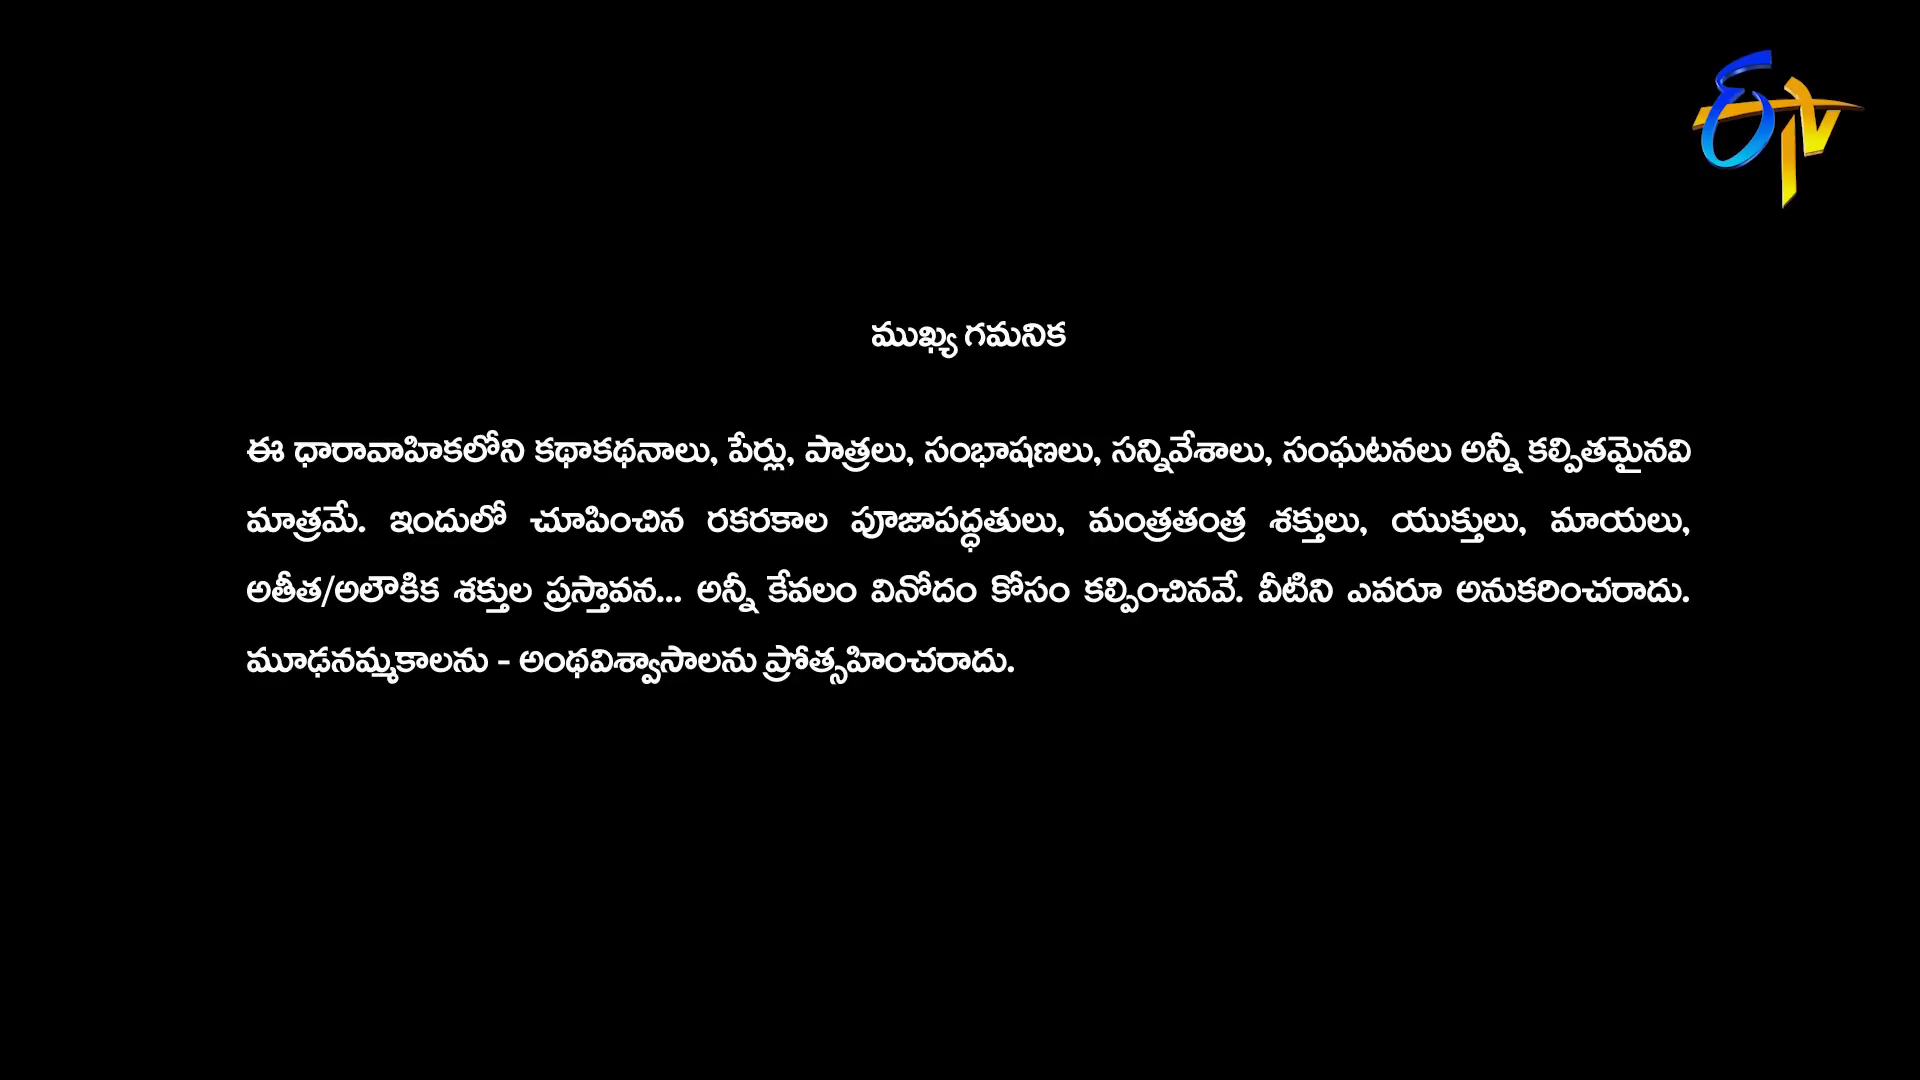 ETV
ముఖ్య గమనిక
ఈ ధారావాహికలోని కథాకథనాలు, పేర్లు, పాత్రలు, సంభాషణలు, సన్నివేశాలు, సంఘటనలు అన్నీ కల్పితమైనవి
మాత్రమే. ఇందులో చూపించిన రకరకాల పూజాపద్ధతులు, మంత్రతంత్ర శక్తులు, యుక్తులు, మాయలు,
అతీత/అలౌకిక శక్తుల ప్రస్తావన... అన్నీ కేవలం వినోదం కోసం కల్పించినవే. వీటిని ఎవరూ అనుకరించరాదు.
మూఢనమ్మకాలను - అంథవిశ్వాసాలను ప్రోత్సహించరాదు.